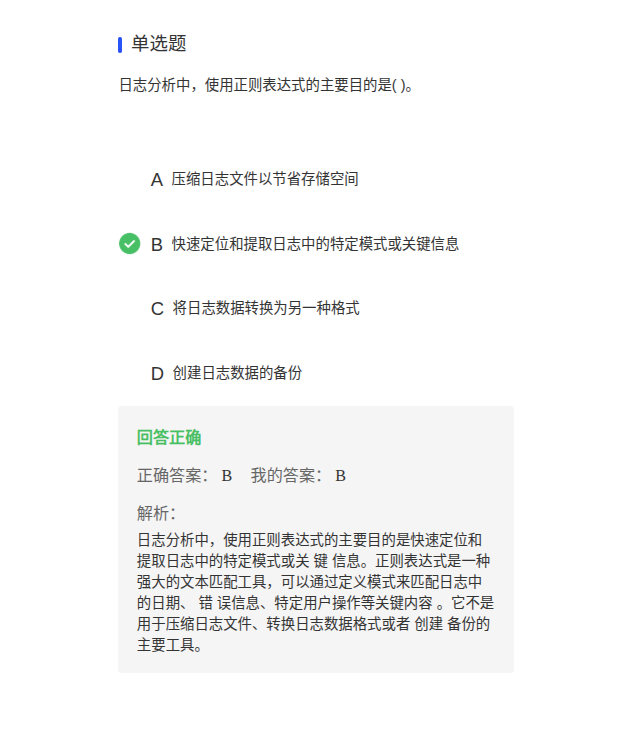 单选题
日志分析中，使用正则表达式的主要目的是( )。
A 压缩日志文件以节省存储空间
B 快速定位和提取日志中的特定模式或关键信息
C 将日志数据转换为另一种格式
D 创建日志数据的备份
回答正确
正确答案： B 我的答案： B
解析：
日志分析中，使用正则表达式的主要目的是快速定位和
提取日志中的特定模式或关 键 信息。正则表达式是一种
强大的文本匹配工具，可以通过定义模式来匹配日志中
的日期、 错 误信息、特定用户操作等关键内容 。它不是
用于压缩日志文件、转换日志数据格式或者 创建 备份的
主要工具。